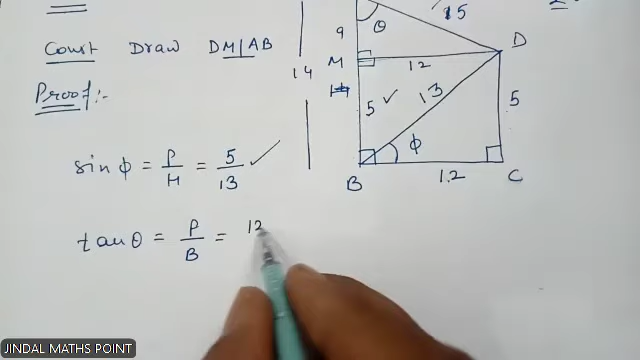 15
9
θ
Const Draw DM⊥AB
D
M
12
14
Proof:-
5 ✓
13
5
sin ϕ = P/H = 5/13 ✓
ϕ
B
12
C
tan θ = P/B = 12
JINDAL MATHS POINT